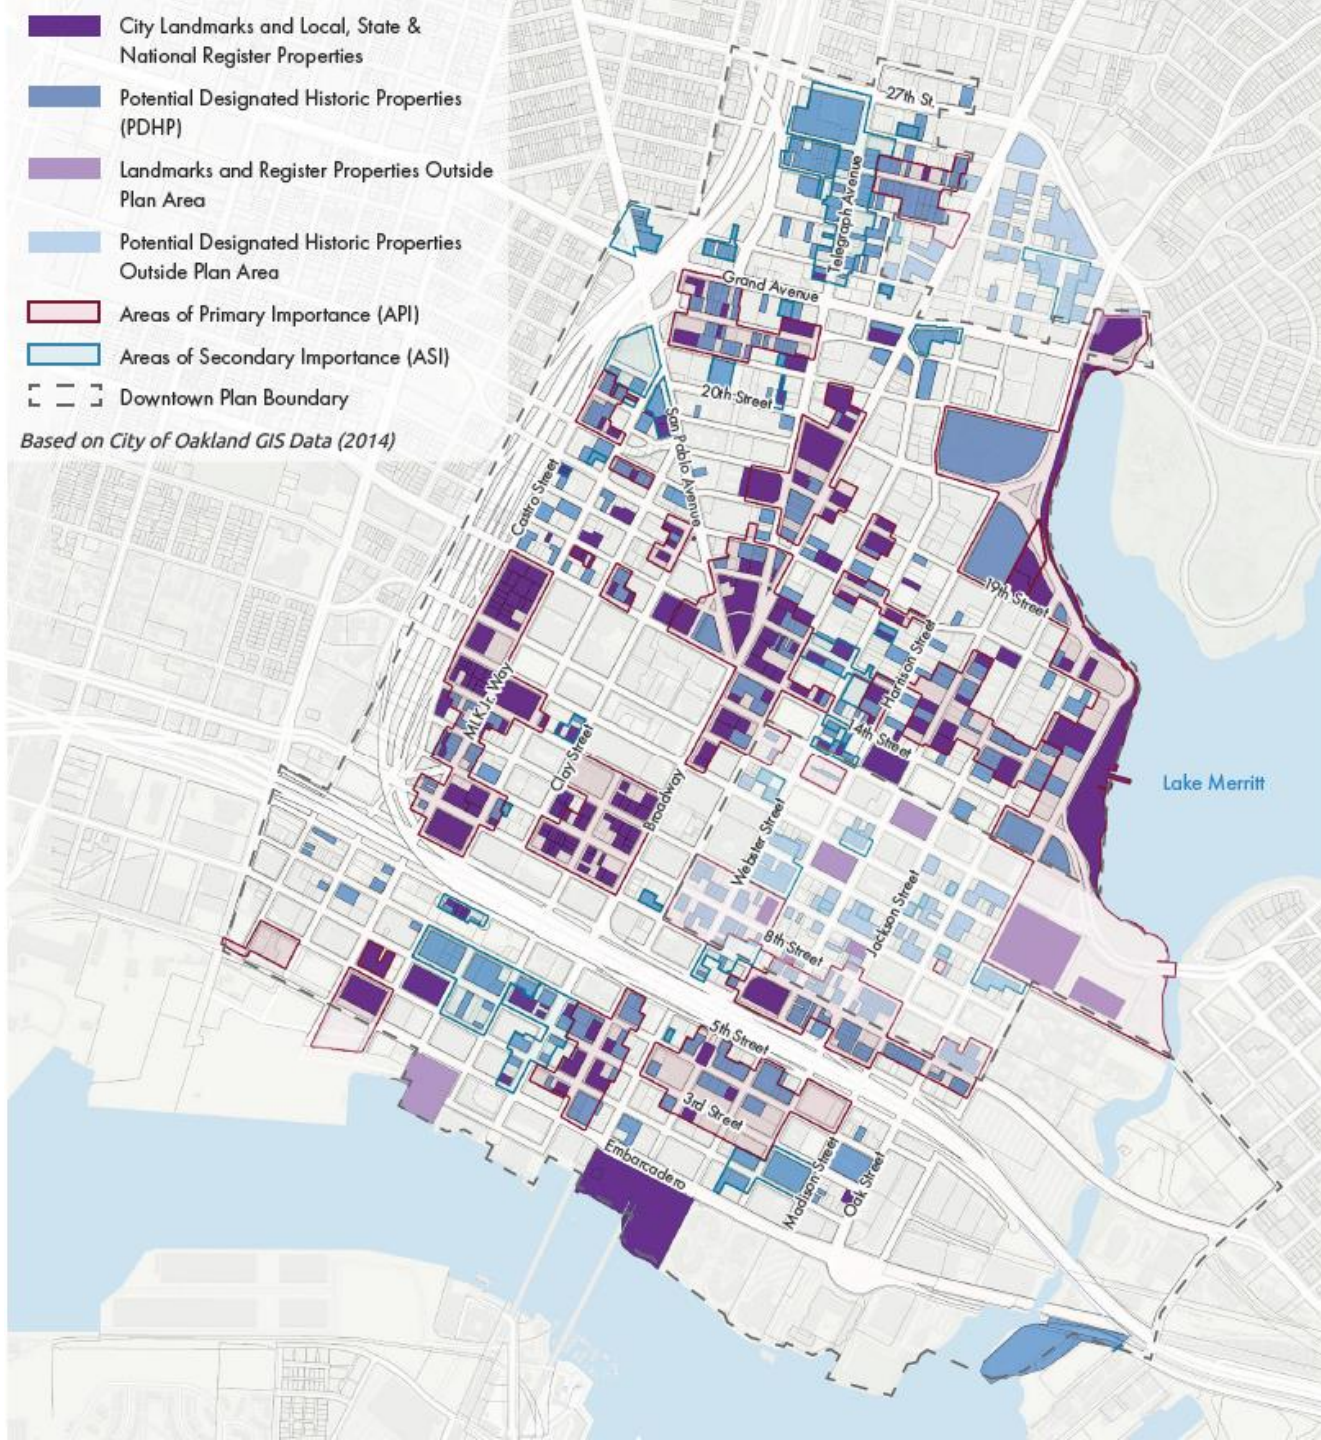 City Landmarks and Local, State &
National Register Properties
Potential Designated Historic Properties
(PDHP)
Landmarks and Register Properties Outside
Plan Area
Potential Designated Historic Properties
Outside Plan Area
Areas of Primary Importance (API)
Areas of Secondary Importance (ASI)
Downtown Plan Boundary
Based on City of Oakland GIS Data (2014)
27th St.
Telegraph Avenue
Grand Avenue
20th Street
San Pablo Avenue
Castro Street
19th Street
Harrison Street
MLK Jr. Way
14th Street
Clay Street
Broadway
Lake Merritt
Webster Street
Jackson Street
8th Street
5th Street
3rd Street
Embarcadero
Madison Street
Oak Street